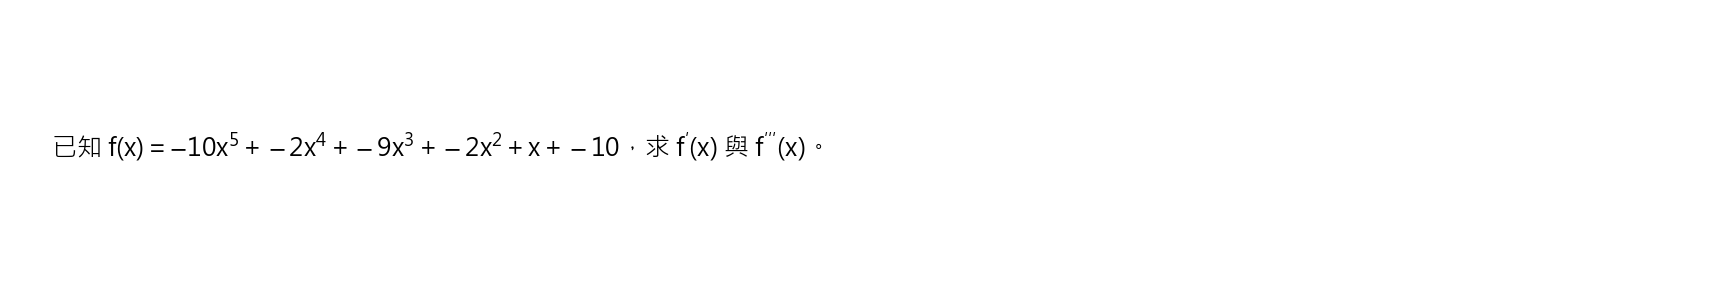 已知 f(x) = −10x⁵ + −2x⁴ + −9x³ + −2x² + x + −10，求 f′(x) 與 f′′′(x)。